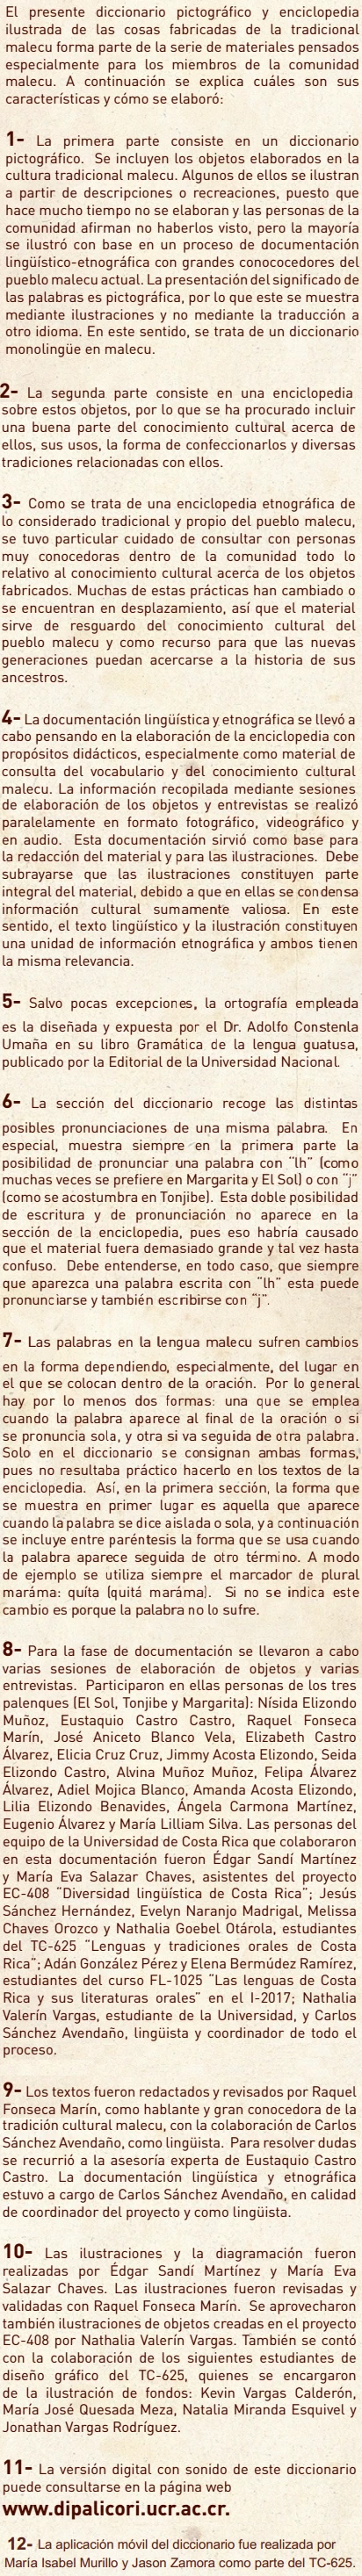 El presente diccionario pictográfico y enciclopedia
ilustrada de las cosas fabricadas de la tradicional
malecu forma parte de la serie de materiales pensados
especialmente para los miembros de la comunidad
malecu. A continuación se explica cuáles son sus
características y cómo se elaboró:
1- La primera parte consiste en un diccionario
pictográfico. Se incluyen los objetos elaborados en la
cultura tradicional malecu. Algunos de ellos se ilustran
a partir de descripciones o recreaciones, puesto que
hace mucho tiempo no se elaboran y las personas de la
comunidad afirman no haberlos visto, pero la mayoría
se ilustró con base en un proceso de documentación
lingüístico-etnográfica con grandes conococedores del
pueblo malecu actual. La presentación del significado de
las palabras es pictográfica, por lo que este se muestra
mediante ilustraciones y no mediante la traducción a
otro idioma. En este sentido, se trata de un diccionario
monolingüe en malecu.
2- La segunda parte consiste en una enciclopedia
sobre estos objetos, por lo que se ha procurado incluir
una buena parte del conocimiento cultural acerca de
ellos, sus usos, la forma de confeccionarlos y diversas
tradiciones relacionadas con ellos.
3- Como se trata de una enciclopedia etnográfica de
lo considerado tradicional y propio del pueblo malecu,
se tuvo particular cuidado de consultar con personas
muy conocedoras dentro de la comunidad todo lo
relativo al conocimiento cultural acerca de los objetos
fabricados. Muchas de estas prácticas han cambiado o
se encuentran en desplazamiento, así que el material
sirve de resguardo del conocimiento cultural del
pueblo malecu y como recurso para que las nuevas
generaciones puedan acercarse a la historia de sus
ancestros.
4- La documentación lingüística y etnográfica se llevó a
cabo pensando en la elaboración de la enciclopedia con
propósitos didácticos, especialmente como material de
consulta del vocabulario y del conocimiento cultural
malecu. La información recopilada mediante sesiones
de elaboración de los objetos y entrevistas se realizó
paralelamente en formato fotográfico, videográfico y
en audio. Esta documentación sirvió como base para
la redacción del material y para las ilustraciones. Debe
subrayarse que las ilustraciones constituyen parte
integral del material, debido a que en ellas se condensa
información cultural sumamente valiosa. En este
sentido, el texto lingüístico y la ilustración constituyen
una unidad de información etnográfica y ambos tienen
la misma relevancia.
5- Salvo pocas excepciones, la ortografía empleada
es la diseñada y expuesta por el Dr. Adolfo Constenla
Umaña en su libro Gramática de la lengua guatusa,
publicado por la Editorial de la Universidad Nacional.
6- La sección del diccionario recoge las distintas
posibles pronunciaciones de una misma palabra. En
especial, muestra siempre en la primera parte la
posibilidad de pronunciar una palabra con "lh" (como
muchas veces se prefiere en Margarita y El Sol) o con "j"
(como se acostumbra en Tonjibe). Esta doble posibilidad
de escritura y de pronunciación no aparece en la
sección de la enciclopedia, pues eso habría causado
que el material fuera demasiado grande y tal vez hasta
confuso. Debe entenderse, en todo caso, que siempre
que aparezca una palabra escrita con "lh" esta puede
pronunciarse y también escribirse con "j".
7- Las palabras en la lengua malecu sufren cambios
en la forma dependiendo, especialmente, del lugar en
el que se colocan dentro de la oración. Por lo general
hay por lo menos dos formas: una que se emplea
cuando la palabra aparece al final de la oración o si
se pronuncia sola, y otra si va seguida de otra palabra.
Solo en el diccionario se consignan ambas formas,
pues no resultaba práctico hacerlo en los textos de la
enciclopedia. Así, en la primera sección, la forma que
se muestra en primer lugar es aquella que aparece
cuando la palabra se dice aislada o sola, y a continuación
se incluye entre paréntesis la forma que se usa cuando
la palabra aparece seguida de otro término. A modo
de ejemplo se utiliza siempre el marcador de plural
maráma: quíta (quitá maráma). Si no se indica este
cambio es porque la palabra no lo sufre.
8- Para la fase de documentación se llevaron a cabo
varias sesiones de elaboración de objetos y varias
entrevistas. Participaron en ellas personas de los tres
palenques (El Sol, Tonjibe y Margarita): Nísida Elizondo
Muñoz, Eustaquio Castro Castro, Raquel Fonseca
Marín, José Aniceto Blanco Vela, Elizabeth Castro
Álvarez, Elicia Cruz Cruz, Jimmy Acosta Elizondo, Seida
Elizondo Castro, Alvina Muñoz Muñoz, Felipa Álvarez
Álvarez, Adiel Mojica Blanco, Amanda Acosta Elizondo,
Lilia Elizondo Benavides, Ángela Carmona Martínez,
Eugenio Álvarez y María Lilliam Silva. Las personas del
equipo de la Universidad de Costa Rica que colaboraron
en esta documentación fueron Édgar Sandí Martínez
y María Eva Salazar Chaves, asistentes del proyecto
EC-408 "Diversidad lingüística de Costa Rica"; Jesús
Sánchez Hernández, Evelyn Naranjo Madrigal, Melissa
Chaves Orozco y Nathalia Goebel Otárola, estudiantes
del TC-625 "Lenguas y tradiciones orales de Costa
Rica"; Adán González Pérez y Elena Bermúdez Ramírez,
estudiantes del curso FL-1025 "Las lenguas de Costa
Rica y sus literaturas orales" en el I-2017; Nathalia
Valerín Vargas, estudiante de la Universidad, y Carlos
Sánchez Avendaño, lingüista y coordinador de todo el
proceso.
9- Los textos fueron redactados y revisados por Raquel
Fonseca Marín, como hablante y gran conocedora de la
tradición cultural malecu, con la colaboración de Carlos
Sánchez Avendaño, como lingüista. Para resolver dudas
se recurrió a la asesoría experta de Eustaquio Castro
Castro. La documentación lingüística y etnográfica
estuvo a cargo de Carlos Sánchez Avendaño, en calidad
de coordinador del proyecto y como lingüista.
10- Las ilustraciones y la diagramación fueron
realizadas por Édgar Sandí Martínez y María Eva
Salazar Chaves. Las ilustraciones fueron revisadas y
validadas con Raquel Fonseca Marín. Se aprovecharon
también ilustraciones de objetos creadas en el proyecto
EC-408 por Nathalia Valerín Vargas. También se contó
con la colaboración de los siguientes estudiantes de
diseño gráfico del TC-625, quienes se encargaron
de la ilustración de fondos: Kevin Vargas Calderón,
María José Quesada Meza, Natalia Miranda Esquivel y
Jonathan Vargas Rodríguez.
11- La versión digital con sonido de este diccionario
puede consultarse en la página web
www.dipalicori.ucr.ac.cr.
12- La aplicación móvil del diccionario fue realizada por
María Isabel Murillo y Jason Zamora como parte del TC-625.